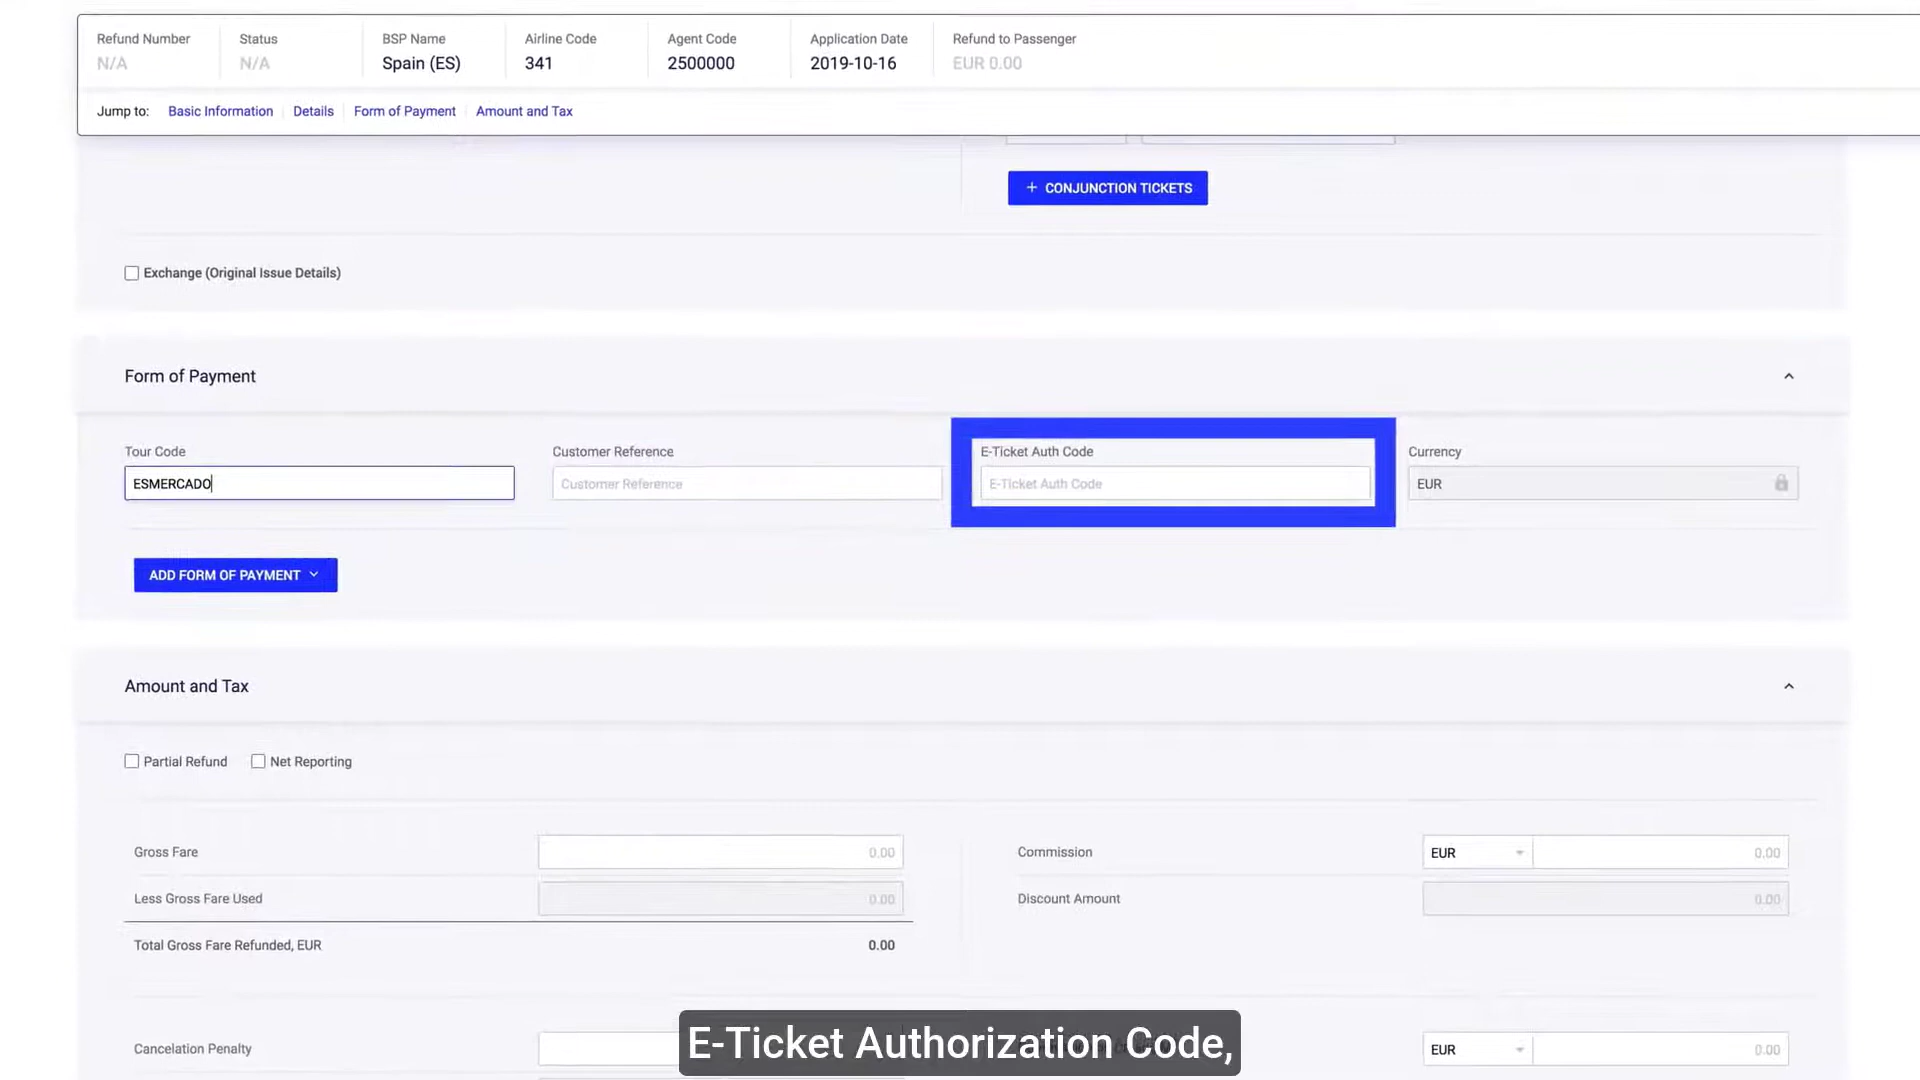 Refund Number
N/A
Status
N/A
BSP Name
Spain (ES)
Airline Code
341
Agent Code
2500000
Application Date
2019-10-16
Refund to Passenger
EUR 0.00
Jump to: Basic Information Details Form of Payment Amount and Tax
+ CONJUNCTION TICKETS
Exchange (Original Issue Details)
Form of Payment
Tour Code
ESMERCADO
Customer Reference
Customer Reference
E-Ticket Auth Code
E-Ticket Auth Code
Currency
EUR
ADD FORM OF PAYMENT
Amount and Tax
Partial Refund Net Reporting
Gross Fare 0.00
Commission EUR 0.00
Less Gross Fare Used 0.00
Discount Amount 0.00
Total Gross Fare Refunded, EUR 0.00
Cancelation Penalty
EUR 0.00
E-Ticket Authorization Code,